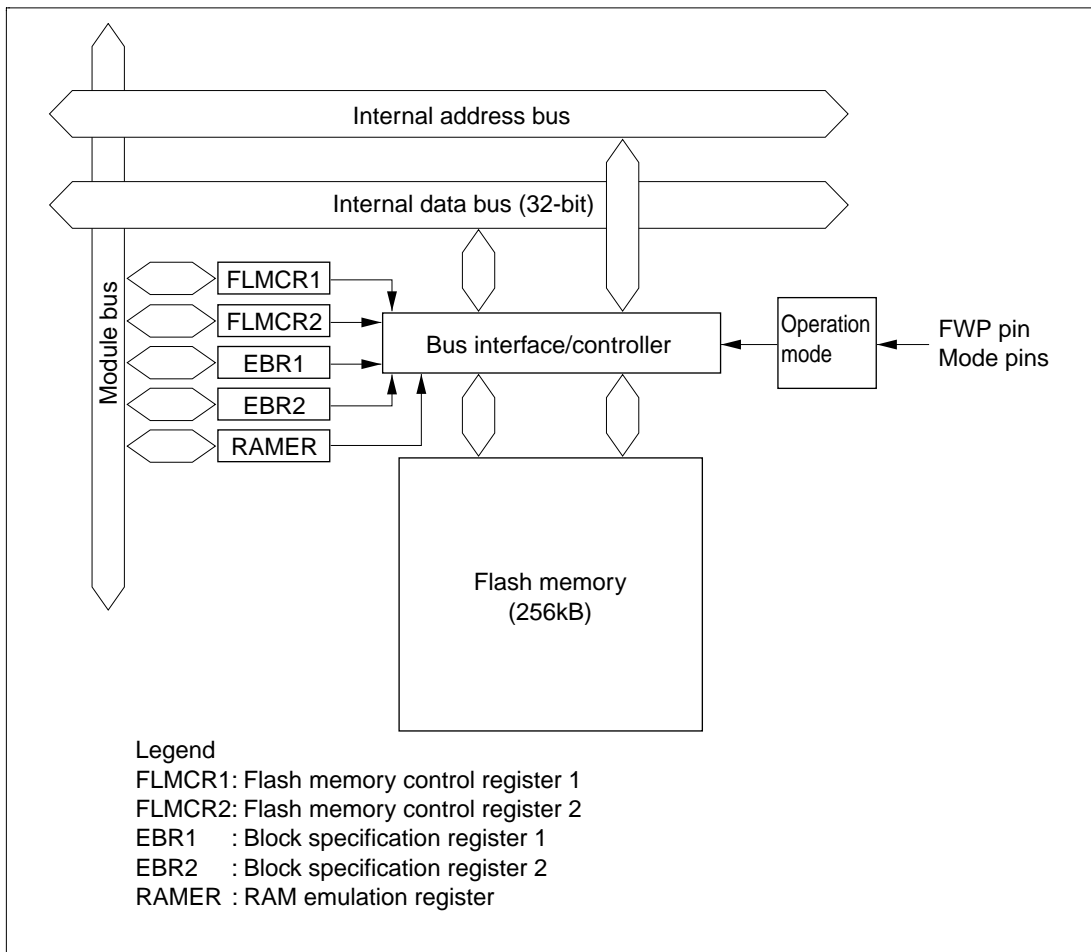 Internal address bus
Internal data bus (32-bit)
Module bus
FLMCR1
FLMCR2
EBR1
EBR2
RAMER
Bus interface/controller
Operation
mode
FWP pin
Mode pins
Flash memory
(256kB)
Legend
FLMCR1: Flash memory control register 1
FLMCR2: Flash memory control register 2
EBR1 : Block specification register 1
EBR2 : Block specification register 2
RAMER : RAM emulation register